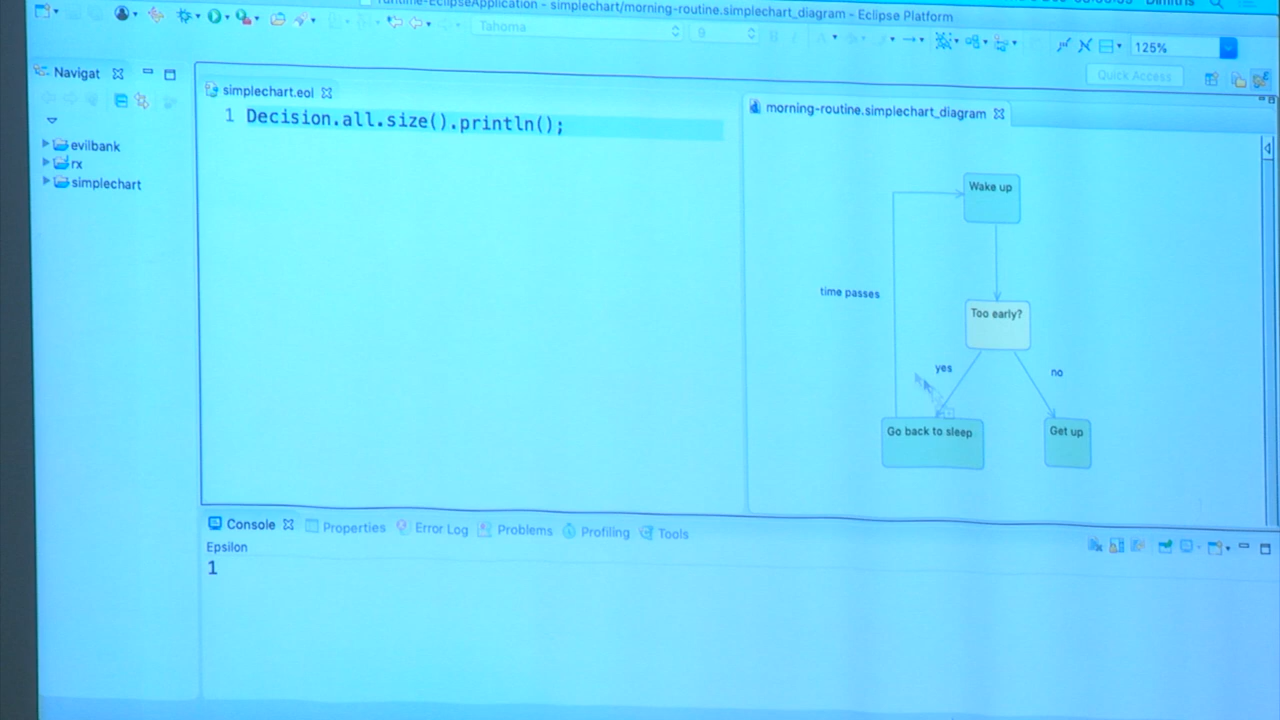 runtime-EclipseApplication - simplechart/morning-routine.simplechart_diagram - Eclipse Platform
Tahoma
9
125%
Quick Access
Navigat
evilbank
rx
simplechart
simplechart.eol
1 Decision.all.size().println();
morning-routine.simplechart_diagram
Wake up
time passes
Too early?
yes
no
Go back to sleep
Get up
Console Properties Error Log Problems Profiling Tools
Epsilon
1